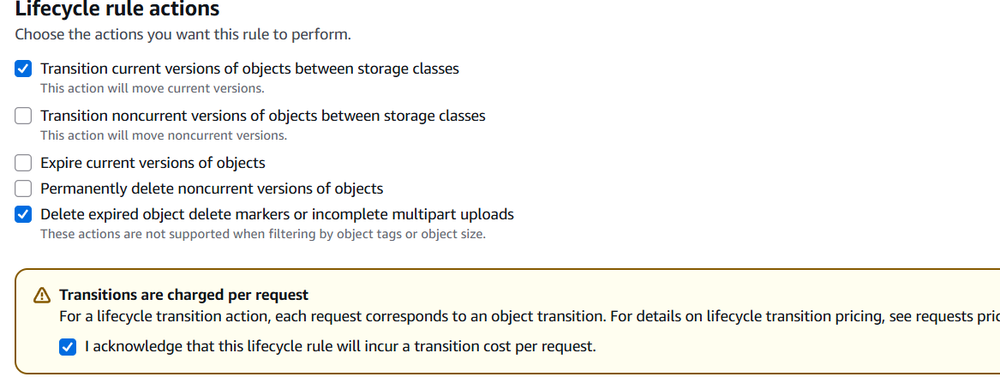 Lifecycle rule actions
Choose the actions you want this rule to perform.
Transition current versions of objects between storage classes
This action will move current versions.
Transition noncurrent versions of objects between storage classes
This action will move noncurrent versions.
Expire current versions of objects
Permanently delete noncurrent versions of objects
Delete expired object delete markers or incomplete multipart uploads
These actions are not supported when filtering by object tags or object size.
Transitions are charged per request
For a lifecycle transition action, each request corresponds to an object transition. For details on lifecycle transition pricing, see requests
I acknowledge that this lifecycle rule will incur a transition cost per request.